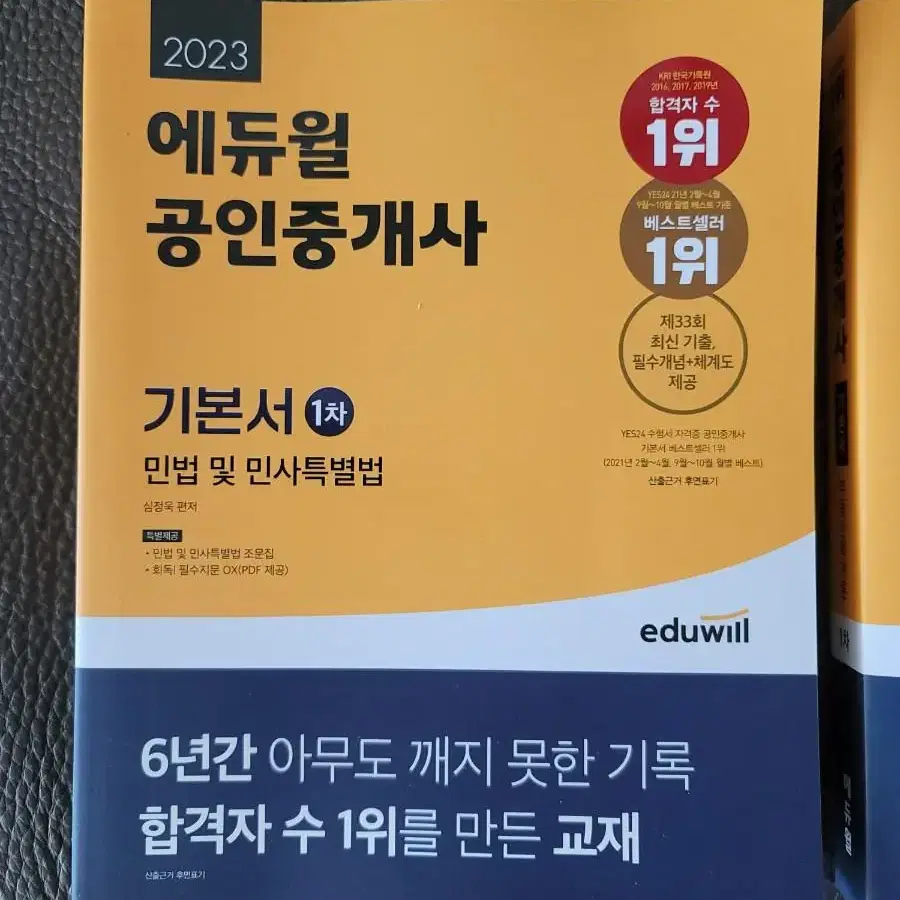 2023
에듀윌
공인중개사
KRI 한국기록원
2016, 2017, 2019년
합격자 수
1위
YES24 21년 2월~4월
9월~10월 월별 베스트 기준
베스트셀러
1위
제33회
최신 기출,
필수개념+체계도
제공
YES24 수험서 자격증 공인중개사
기본서 베스트셀러 1위
(2021년 2월~4월, 9월~10월 월별 베스트)
산출근거 후면표기
기본서 1차
민법 및 민사특별법
심정욱 편저
특별제공
• 민법 및 민사특별법 조문집
• 회독! 필수지문 OX(PDF 제공)
eduwill
6년간 아무도 깨지 못한 기록
합격자 수 1위를 만든 교재
산출근거 후면표기
1차
에듀윌